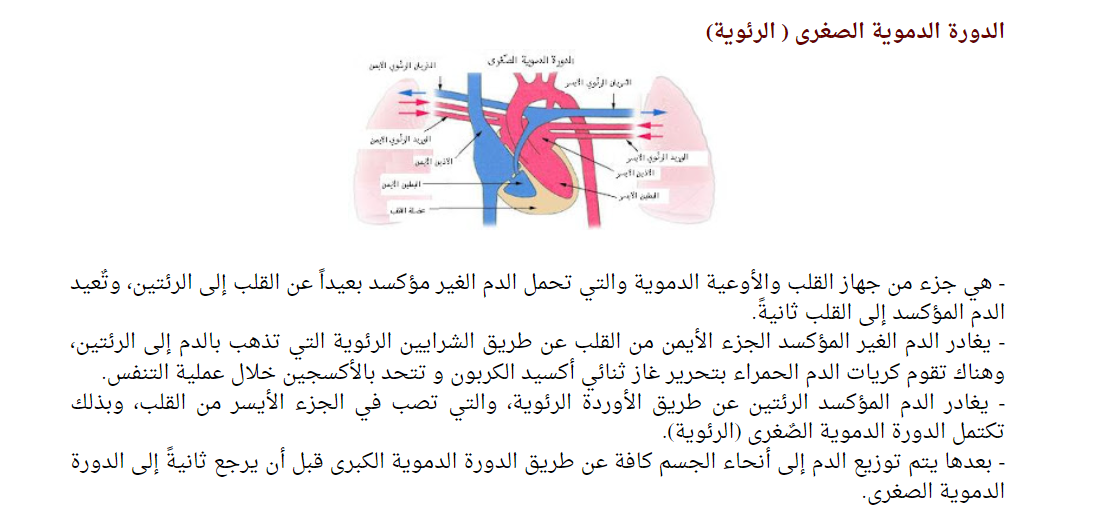 الدورة الدموية الصغرى ( الرئوية)
الدورة الدموية الصغرى
الشريان الرئوي الأيمن
الشريان الرئوي الأيسر
الوريد الرئوي الأيمن
الوريد الرئوي الأيسر
الأذين الأيمن
الأذين الأيسر
البطين الأيمن
البطين الأيسر
عضلة القلب
- هي جزء من جهاز القلب والأوعية الدموية والتي تحمل الدم الغير مؤكسد بعيداً عن القلب إلى الرئتين، وتُعيد
الدم المؤكسد إلى القلب ثانيةً.
- يغادر الدم الغير المؤكسد الجزء الأيمن من القلب عن طريق الشرايين الرئوية التي تذهب بالدم إلى الرئتين،
وهناك تقوم كريات الدم الحمراء بتحرير غاز ثنائي أكسيد الكربون و تتحد بالأكسجين خلال عملية التنفس.
- يغادر الدم المؤكسد الرئتين عن طريق الأوردة الرئوية، والتي تصب في الجزء الأيسر من القلب، وبذلك
تكتمل الدورة الدموية الصُغرى (الرئوية).
- بعدها يتم توزيع الدم إلى أنحاء الجسم كافة عن طريق الدورة الدموية الكبرى قبل أن يرجع ثانيةً إلى الدورة
الدموية الصغرى.